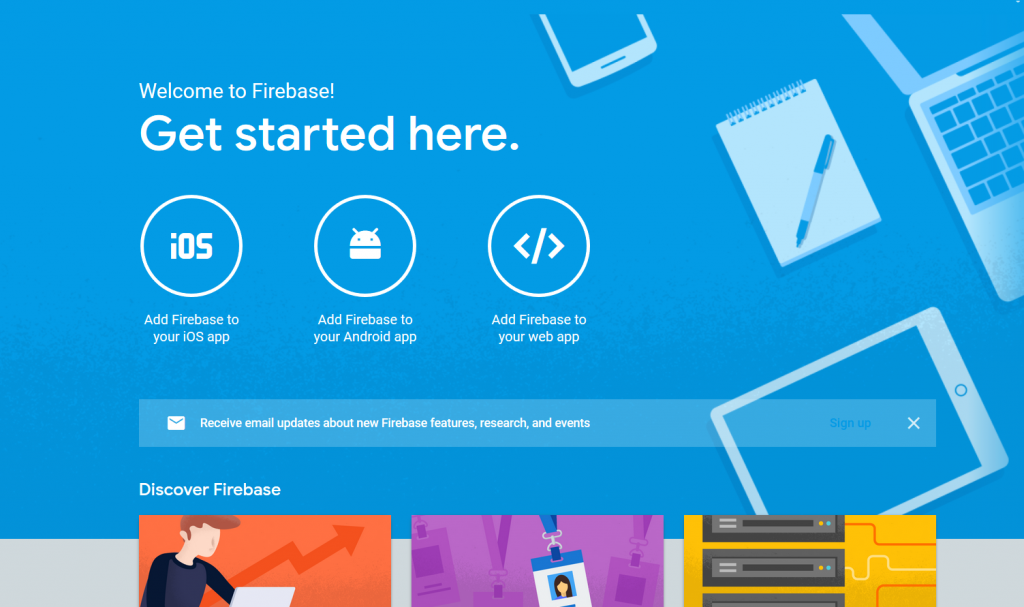 Welcome to Firebase!
Get started here.
iOS
</>
Add Firebase to
your iOS app
Add Firebase to
your Android app
Add Firebase to
your web app
Receive email updates about new Firebase features, research, and events
Sign up
Discover Firebase